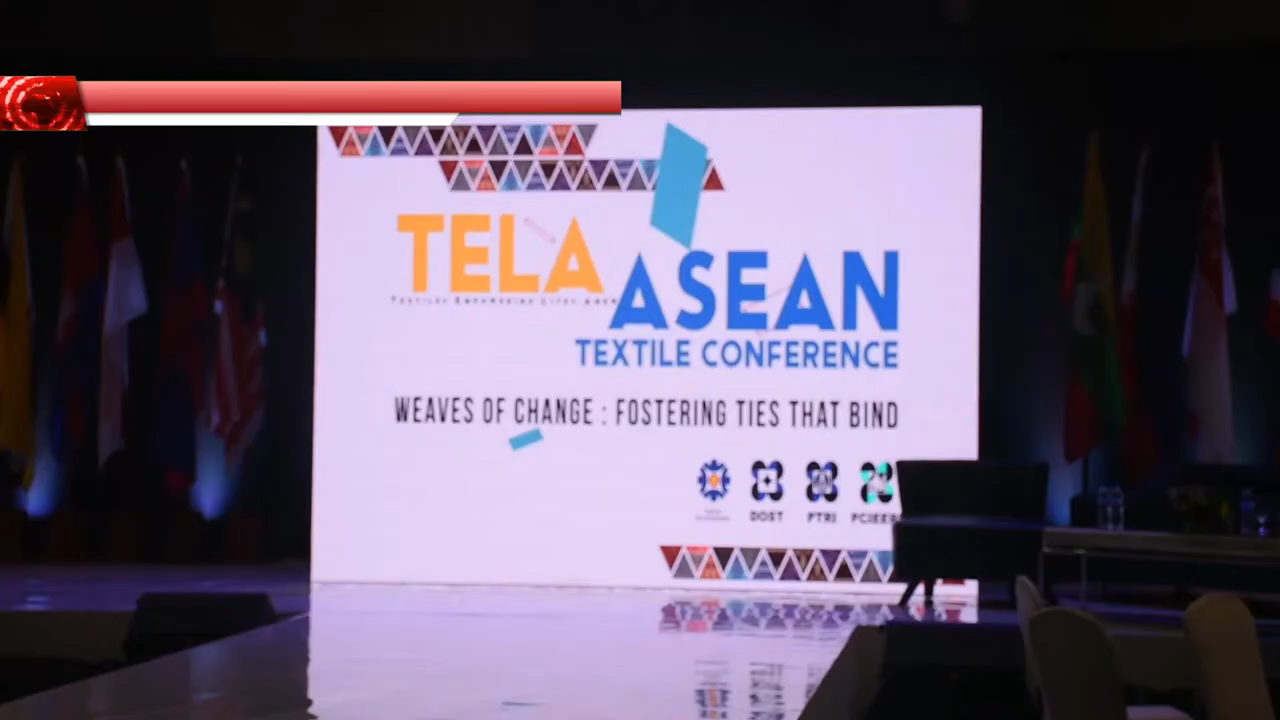 TELA
ASEAN
TEXTILE CONFERENCE
WEAVES OF CHANGE : FOSTERING TIES THAT BIND
DOST PTRI